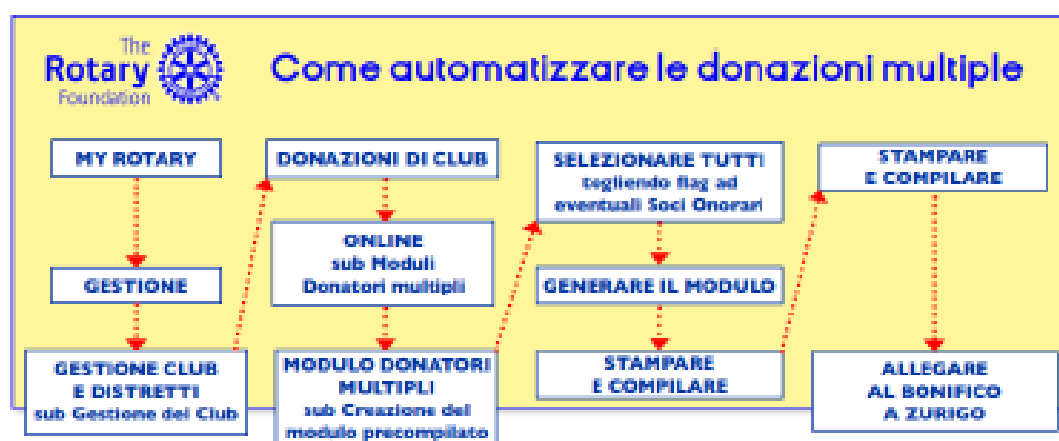 The
Rotary
Foundation
Come automatizzare le donazioni multiple
MY ROTARY
GESTIONE
GESTIONE CLUB
E DISTRETTI
sub Gestione del Club
DONAZIONI DI CLUB
ONLINE
sub Moduli
Donatori multipli
MODULO DONATORI
MULTIPLI
sub Creazione del
modulo precompilato
SELEZIONARE TUTTI
togliendo flag ad
eventuali Soci Onorari
GENERARE IL MODULO
STAMPARE
E COMPILARE
STAMPARE
E COMPILARE
ALLEGARE
AL BONIFICO
A ZURIGO